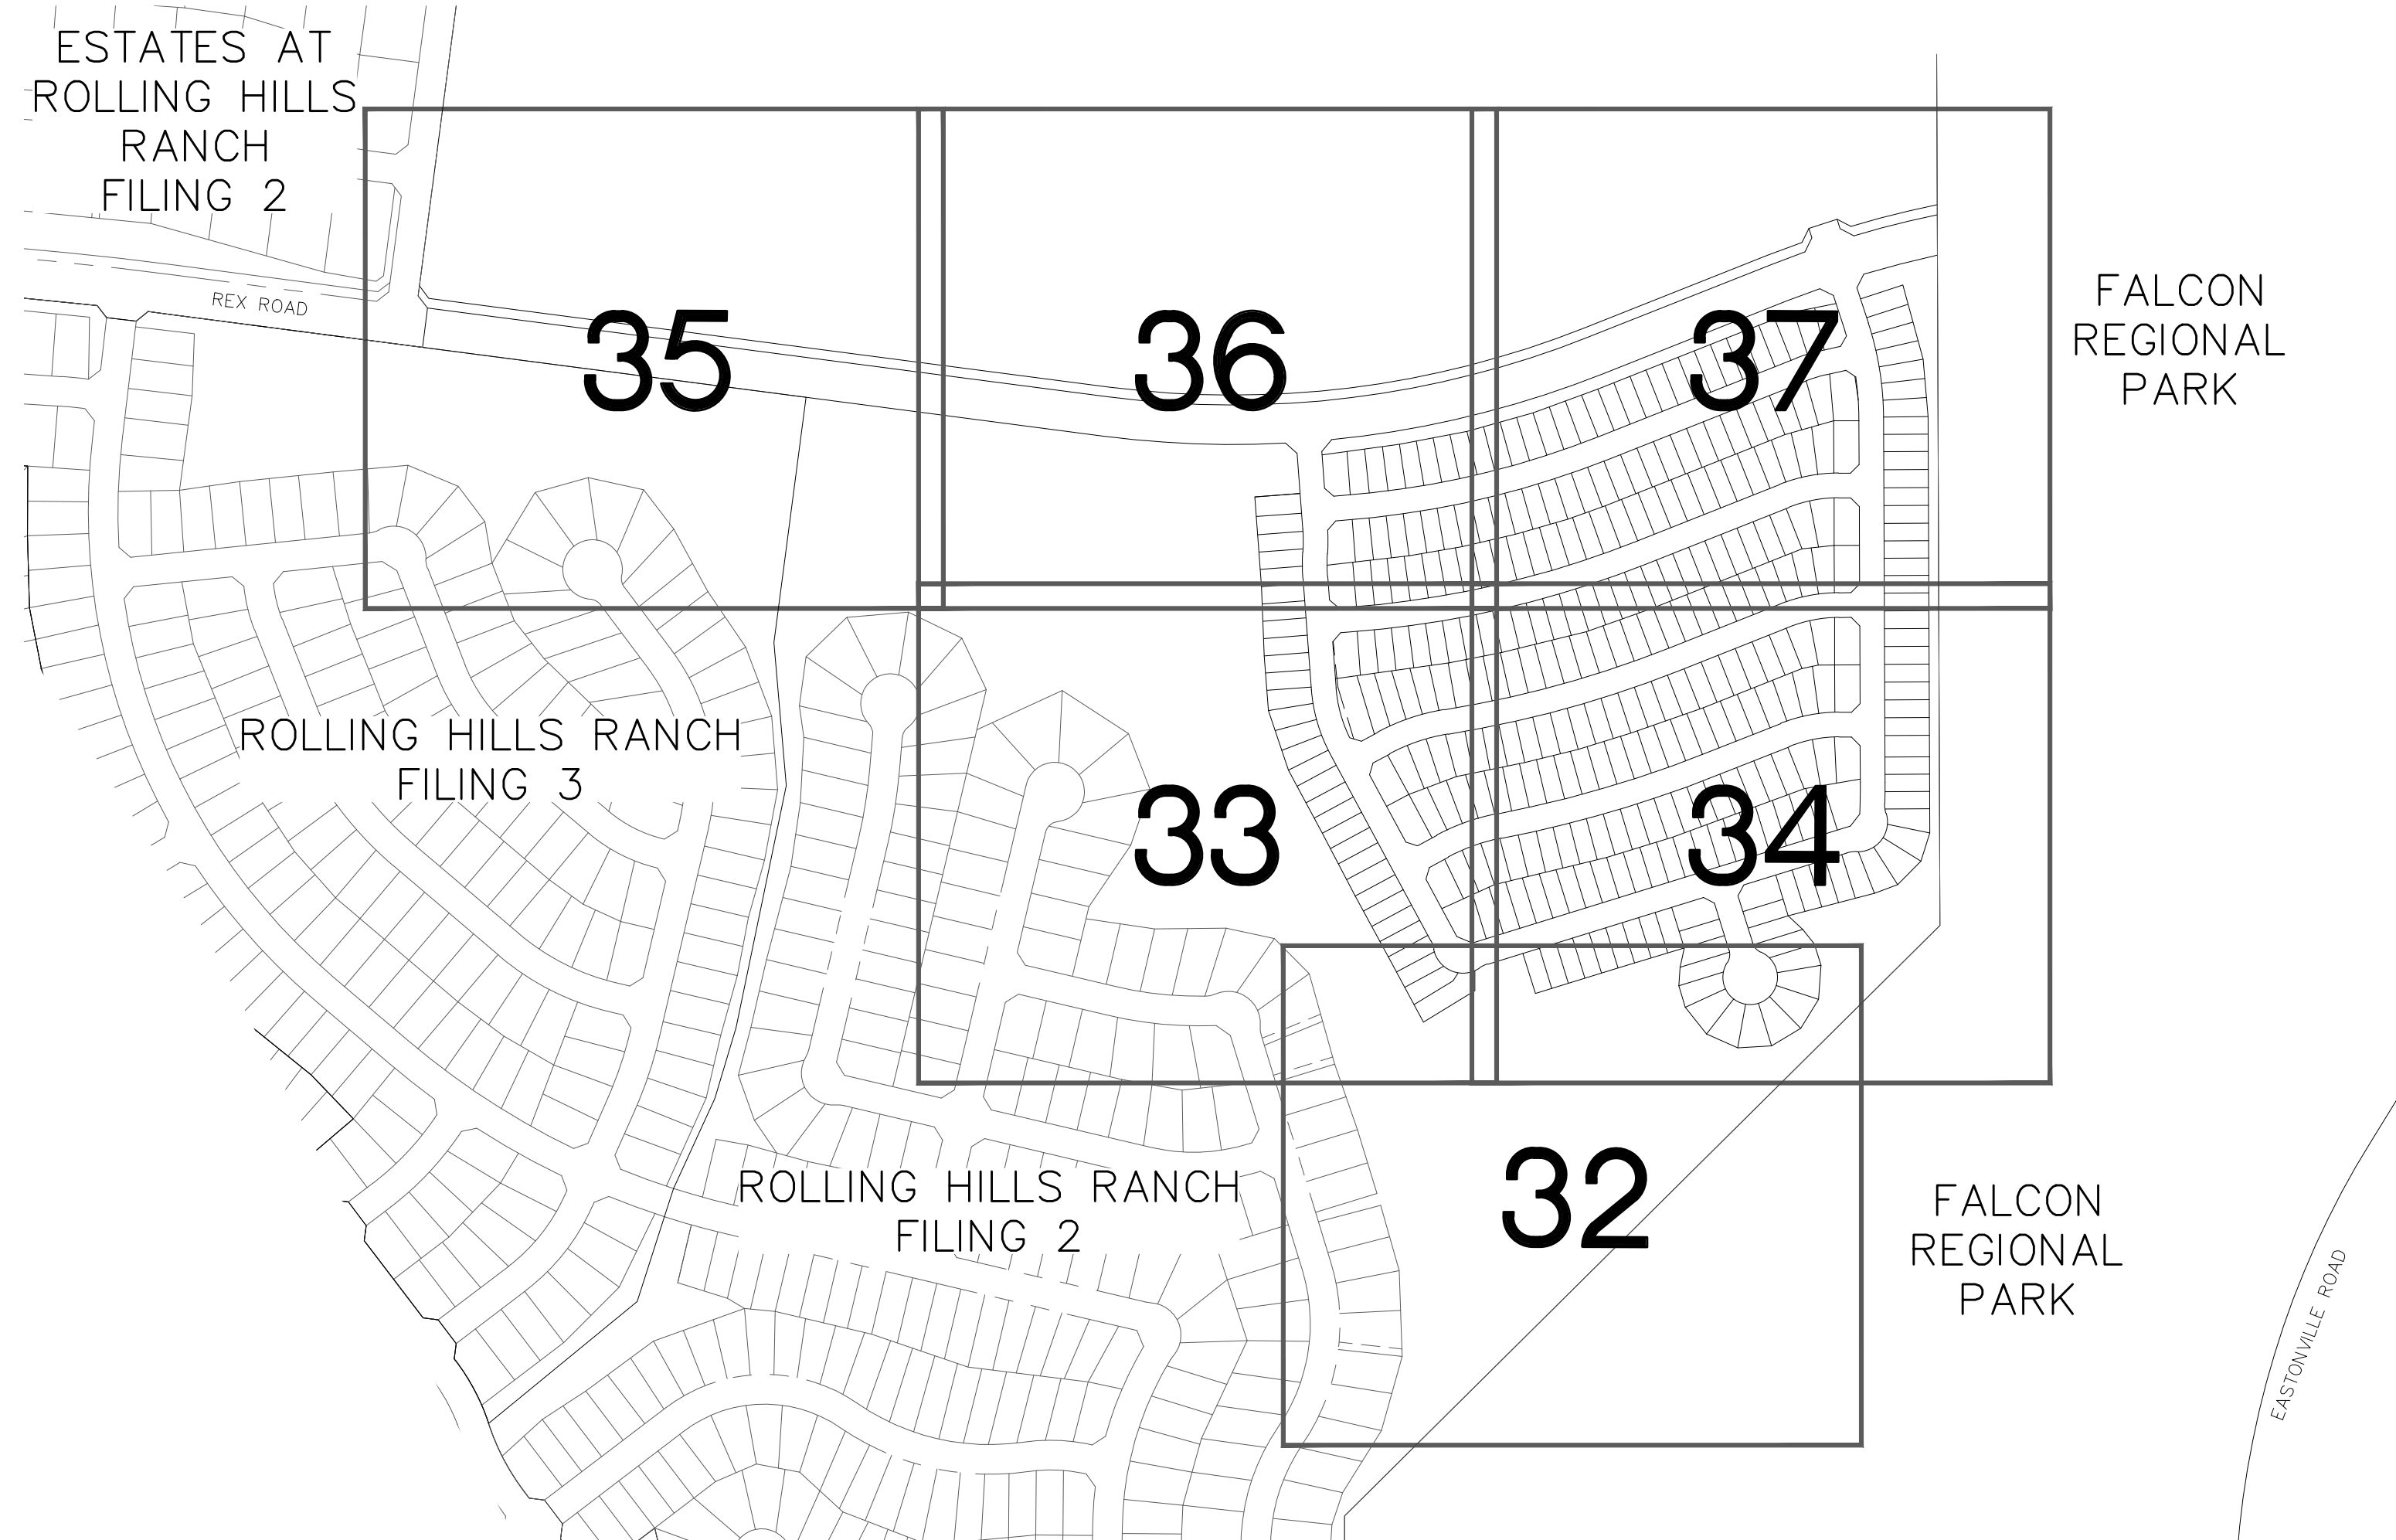 ESTATES AT
ROLLING HILLS
RANCH
FILING 2
REX ROAD
35
36
37
FALCON
REGIONAL
PARK
ROLLING HILLS RANCH
FILING 3
33
34
ROLLING HILLS RANCH
FILING 2
32
FALCON
REGIONAL
PARK
EASTONVILLE ROAD